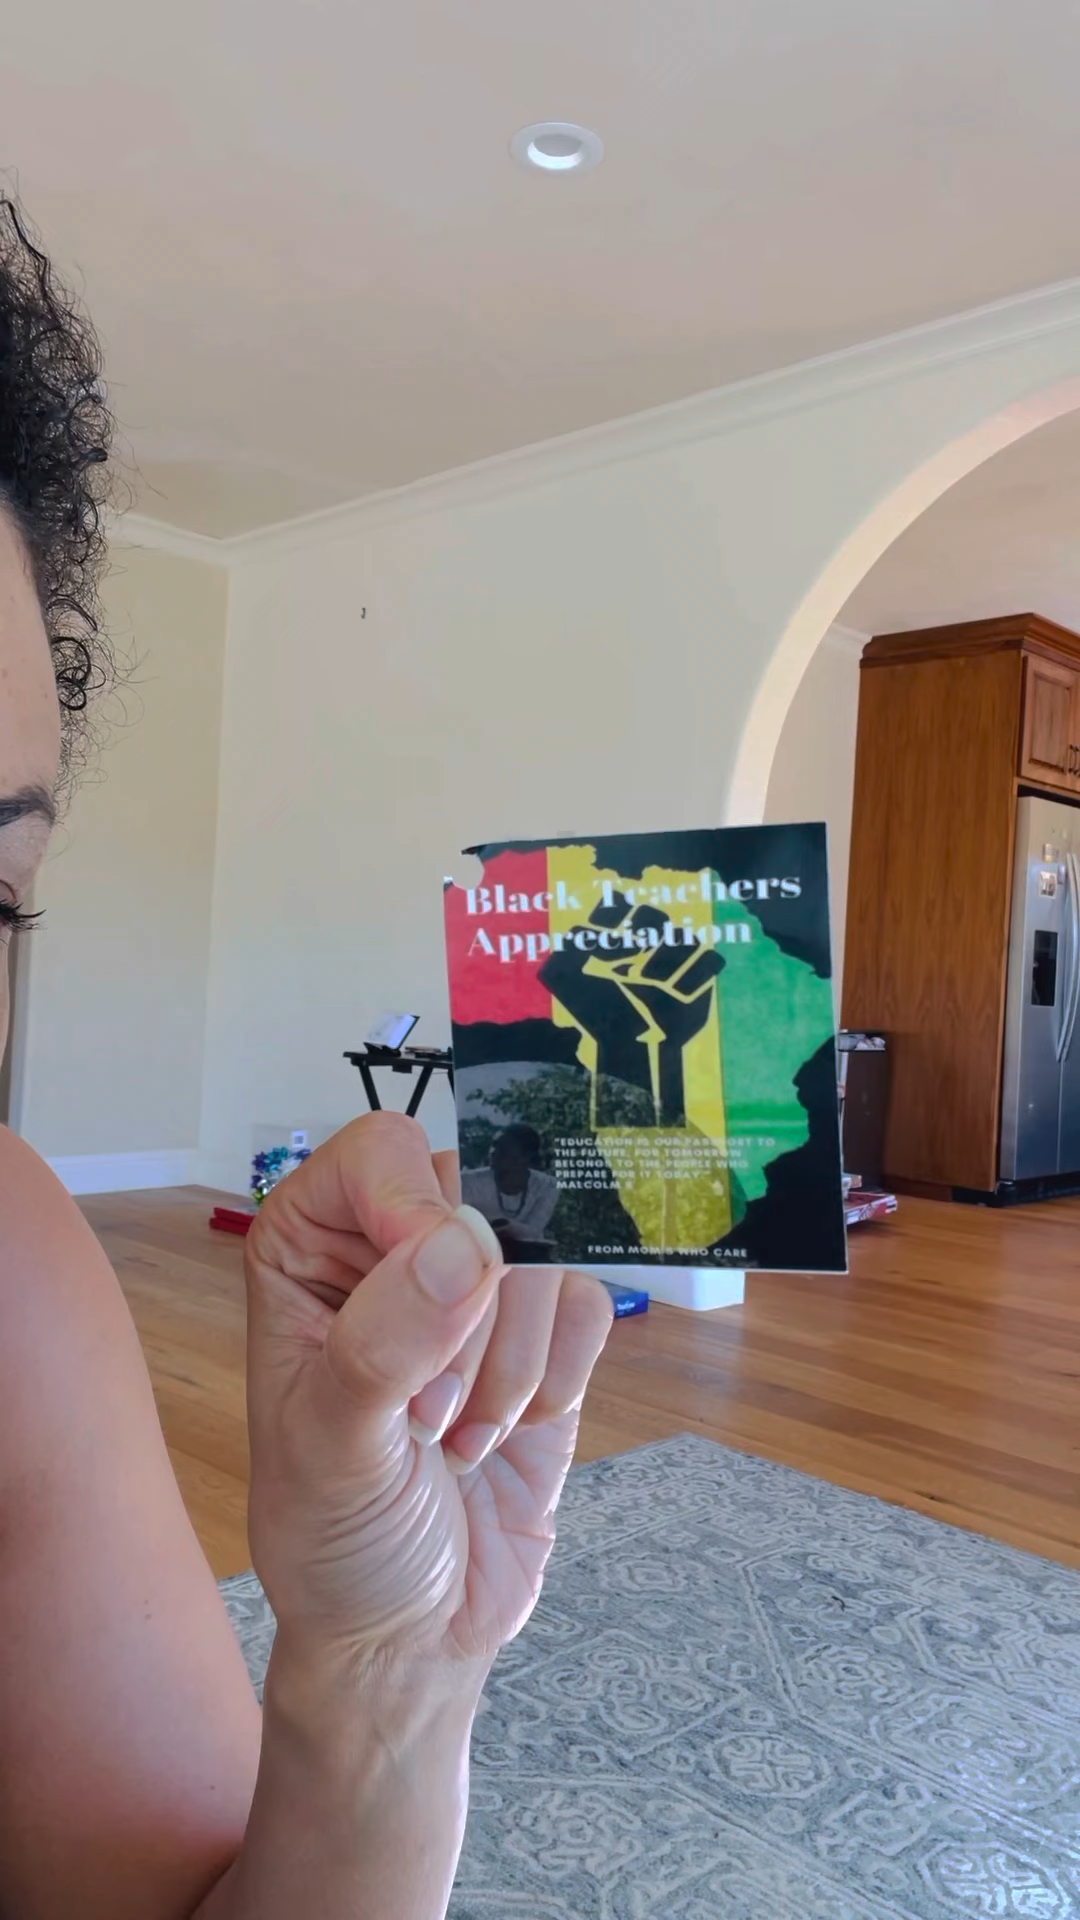 Black Teachers
Appreciation
"EDUCATION IS OUR PASSPORT TO
THE FUTURE, FOR TOMORROW
BELONGS TO THE PEOPLE WHO
PREPARE FOR IT TODAY."
MALCOLM X
FROM MOM'S WHO CARE